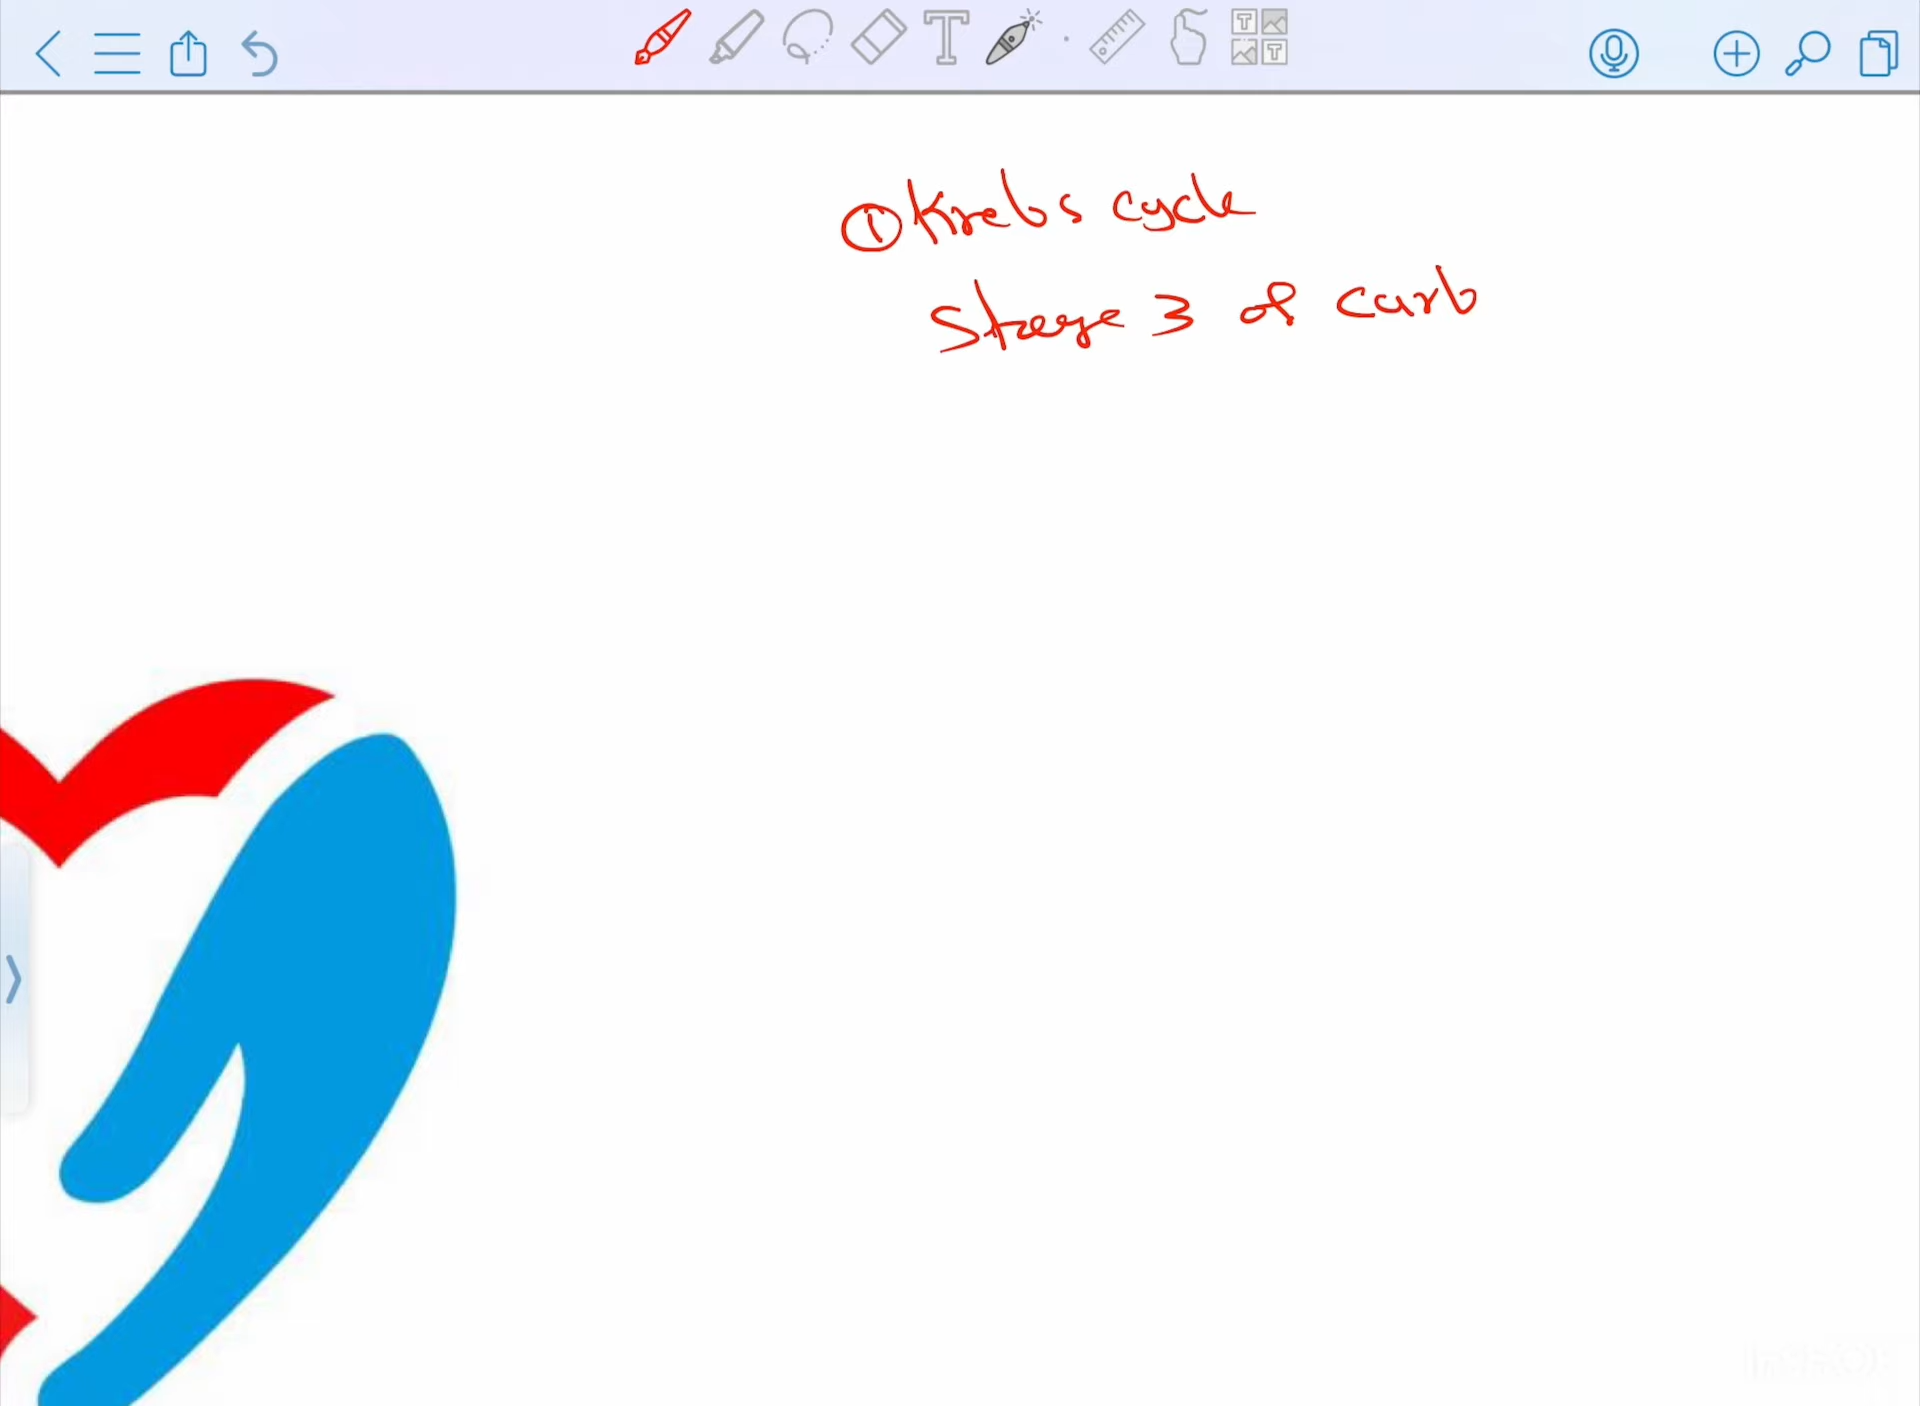 ① Krebs cycle
Stage 3 of carb